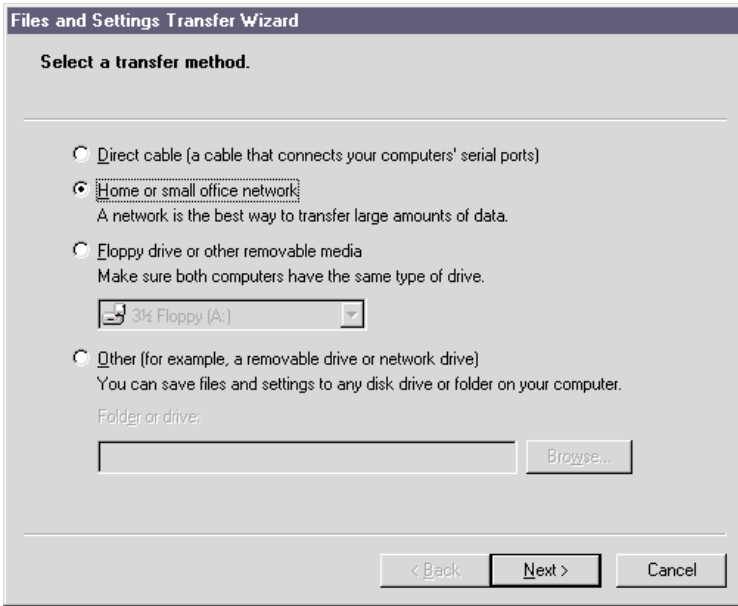 Files and Settings Transfer Wizard
Select a transfer method.
Direct cable (a cable that connects your computers' serial ports)
Home or small office network
A network is the best way to transfer large amounts of data.
Floppy drive or other removable media
Make sure both computers have the same type of drive.
3½ Floppy (A:)
Other (for example, a removable drive or network drive)
You can save files and settings to any disk drive or folder on your computer.
Folder or drive:
Browse...
< Back Next > Cancel